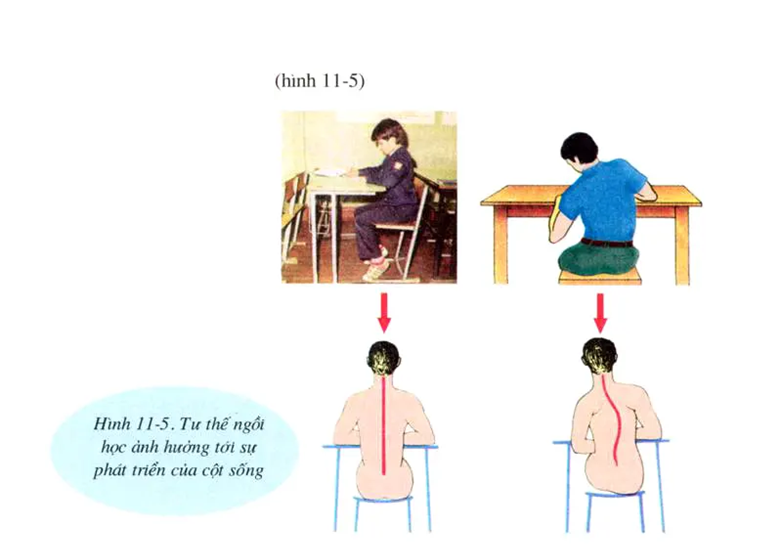 (hình 11-5)
Hình 11-5. Tư thế ngồi
học ảnh hưởng tới sự
phát triển của cột sống